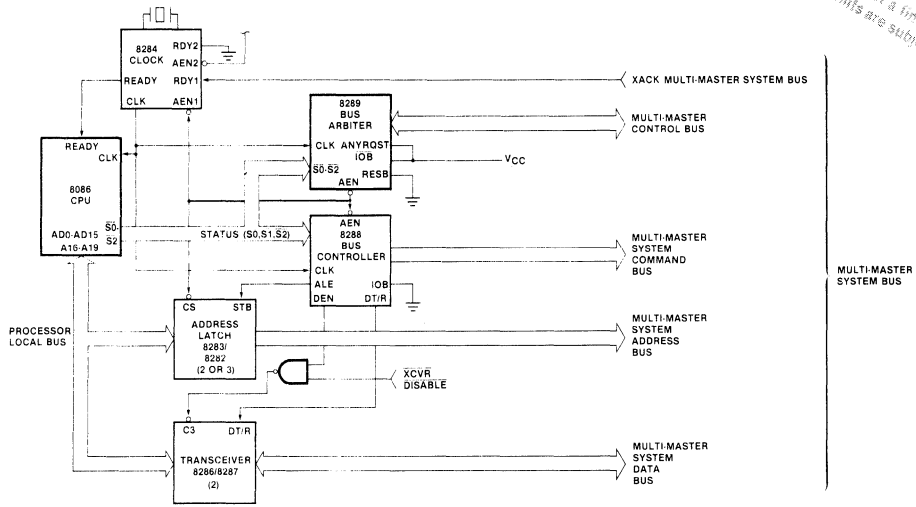 k a fin
mits are subj
8284
CLOCK
RDY2
AEN2
READY
RDY1
CLK
AEN1
XACK MULTI-MASTER SYSTEM BUS
8289
BUS
ARBITER
CLK
ANYRQST
IOB
S0-S2
RESB
AEN
MULTI-MASTER
CONTROL BUS
VCC
READY
CLK
8086
CPU
S0-
S2
AD0-AD15
A16-A19
STATUS (S0,S1,S2)
AEN
8288
BUS
CONTROLLER
CLK
ALE
IOB
DEN
DT/R
MULTI-MASTER
SYSTEM
COMMAND
BUS
MULTI-MASTER
SYSTEM BUS
CS
STB
ADDRESS
LATCH
8283/
8282
(2 OR 3)
PROCESSOR
LOCAL BUS
MULTI-MASTER
SYSTEM
ADDRESS
BUS
XCVR
DISABLE
C3
DT/R
TRANSCEIVER
8286/8287
(2)
MULTI-MASTER
SYSTEM
DATA
BUS